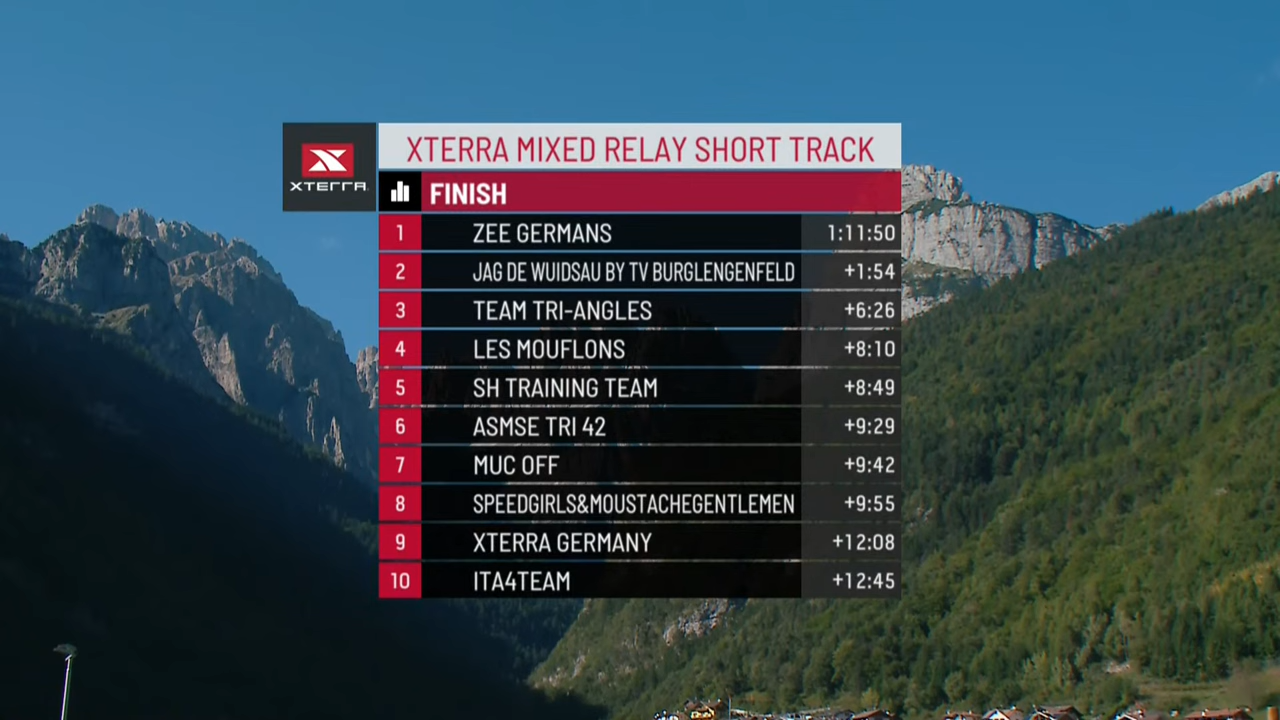 XTERRA MIXED RELAY SHORT TRACK
XTERRA
FINISH
1 ZEE GERMANS 1:11:50
2 JAG DE WUIDSAU BY TV BURGLENGENFELD +1:54
3 TEAM TRI-ANGLES +6:26
4 LES MOUFLONS +8:10
5 SH TRAINING TEAM +8:49
6 ASMSE TRI 42 +9:29
7 MUC OFF +9:42
8 SPEEDGIRLS&MOUSTACHEGENTLEMEN +9:55
9 XTERRA GERMANY +12:08
10 ITA4TEAM +12:45